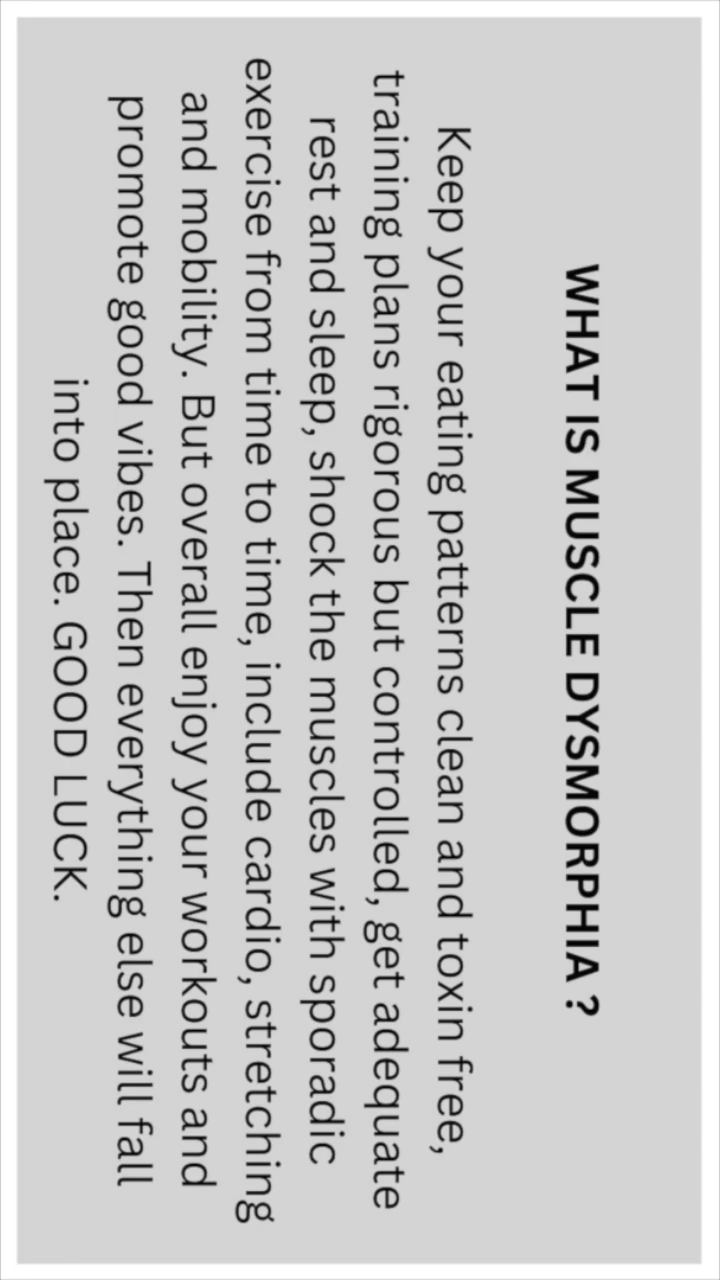 WHAT IS MUSCLE DYSMORPHIA ?
Keep your eating patterns clean and toxin free,
training plans rigorous but controlled, get adequate
rest and sleep, shock the muscles with sporadic
exercise from time to time, include cardio, stretching
and mobility. But overall enjoy your workouts and
promote good vibes. Then everything else will fall
into place. GOOD LUCK.